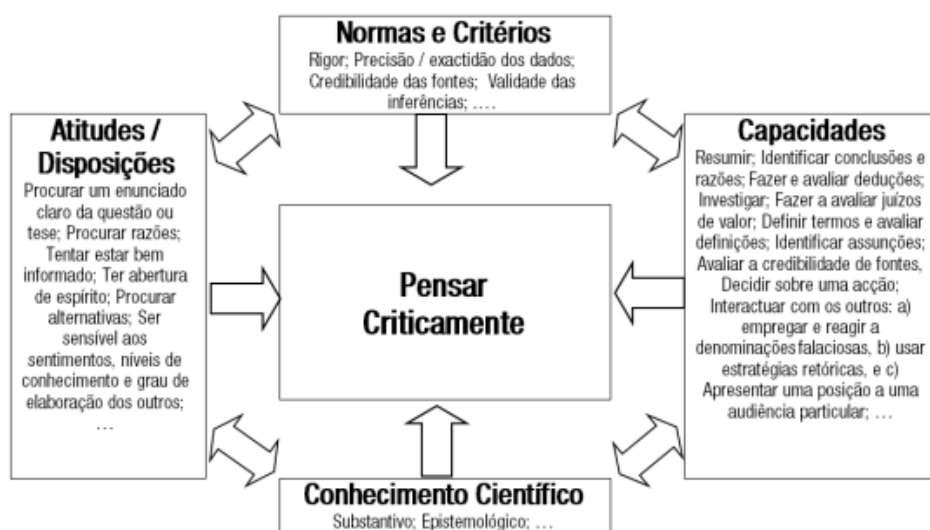 Normas e Critérios
Rigor; Precisão / exactidão dos dados;
Credibilidade das fontes; Validade das
inferências; ....
Atitudes /
Disposições
Procurar um enunciado
claro da questão ou
tese; Procurar razões;
Tentar estar bem
informado; Ter abertura
de espírito; Procurar
alternativas; Ser
sensível aos
sentimentos, níveis de
conhecimento e grau de
elaboração dos outros;
...
Pensar
Criticamente
Capacidades
Resumir; Identificar conclusões e
razões; Fazer e avaliar deduções;
Investigar; Fazer a avaliar juízos
de valor; Definir termos e avaliar
definições; Identificar assunções;
Avaliar a credibilidade de fontes,
Decidir sobre uma acção;
Interactuar com os outros: a)
empregar e reagir a
denominações falaciosas, b) usar
estratégias retóricas, e c)
Apresentar uma posição a uma
audiência particular; ...
Conhecimento Científico
Substantivo; Epistemológico; ...